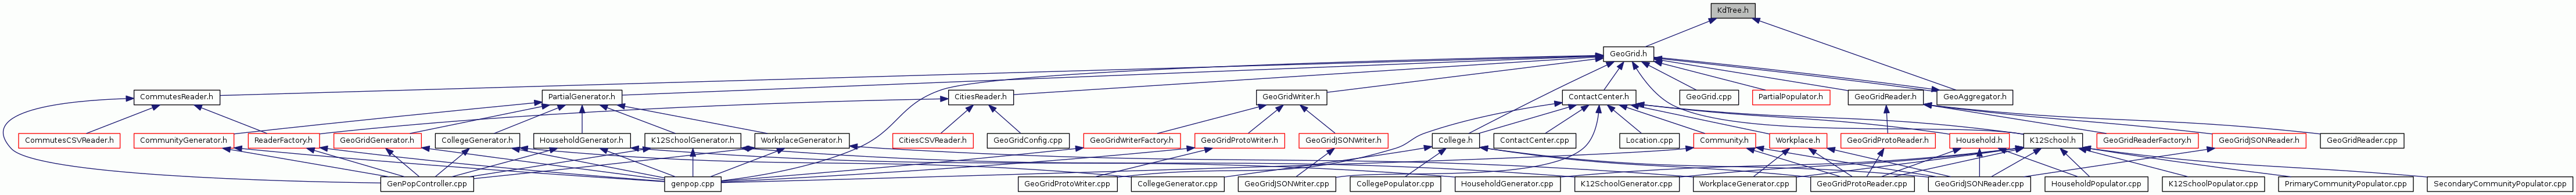 KdTree.h
GeoGrid.h
CommutesReader.h
PartialGenerator.h
CitiesReader.h
GeoGridWriter.h
ContactCenter.h
GeoGrid.cpp
PartialPopulator.h
GeoGridReader.h
GeoAggregator.h
CommutesCSVReader.h
CommunityGenerator.h
ReaderFactory.h
GeoGridGenerator.h
CollegeGenerator.h
HouseholdGenerator.h
K12SchoolGenerator.h
WorkplaceGenerator.h
CitiesCSVReader.h
GeoGridConfig.cpp
GeoGridWriterFactory.h
GeoGridProtoWriter.h
GeoGridJSONWriter.h
College.h
ContactCenter.cpp
Location.cpp
Community.h
Workplace.h
GeoGridProtoReader.h
Household.h
K12School.h
GeoGridReaderFactory.h
GeoGridJSONReader.h
GeoGridReader.cpp
GenPopController.cpp
genpop.cpp
GeoGridProtoWriter.cpp
CollegeGenerator.cpp
GeoGridJSONWriter.cpp
CollegePopulator.cpp
HouseholdGenerator.cpp
K12SchoolGenerator.cpp
WorkplaceGenerator.cpp
GeoGridProtoReader.cpp
GeoGridJSONReader.cpp
HouseholdPopulator.cpp
K12SchoolPopulator.cpp
PrimaryCommunityPopulator.cpp
SecondaryCommunityPopulator.cpp